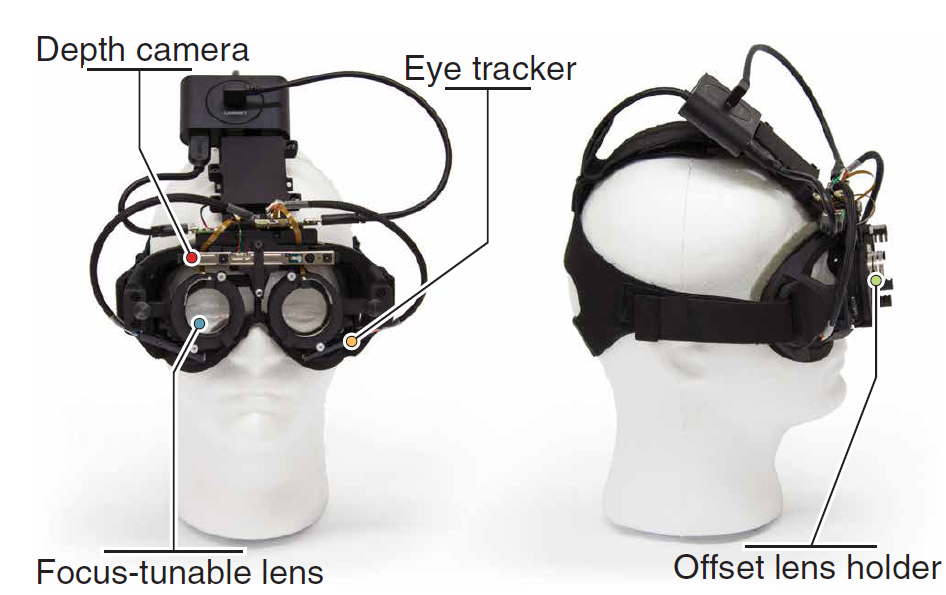 Depth camera
Eye tracker
Focus-tunable lens
Offset lens holder